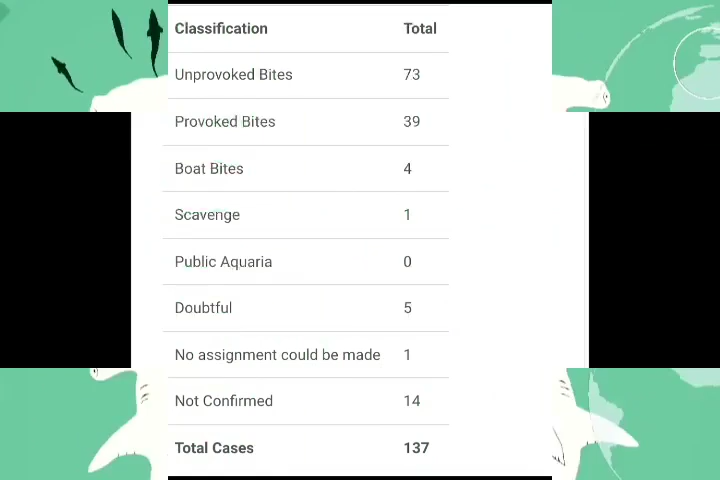 Classification Total
Unprovoked Bites 73
Provoked Bites 39
Boat Bites 4
Scavenge 1
Public Aquaria 0
Doubtful 5
No assignment could be made 1
Not Confirmed 14
Total Cases 137